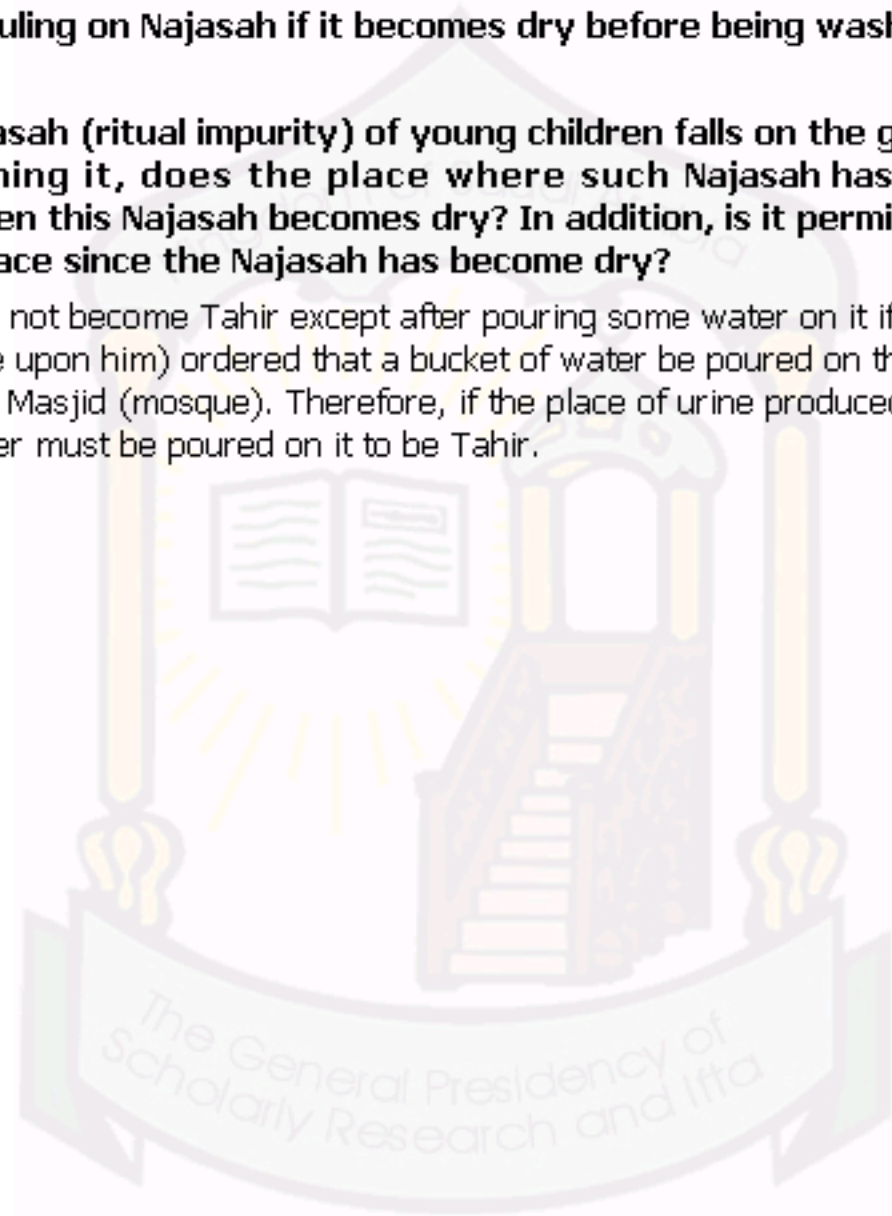 uling on Najasah if it becomes dry before being wash
asah (ritual impurity) of young children falls on the g
ning it, does the place where such Najasah has
en this Najasah becomes dry? In addition, is it permi
ace since the Najasah has become dry?
not become Tahir except after pouring some water on it if
e upon him) ordered that a bucket of water be poured on th
Masjid (mosque). Therefore, if the place of urine produced
er must be poured on it to be Tahir.
Kingdom of Saudi Arabia
The General Presidency of
Scholarly Research and Ifta